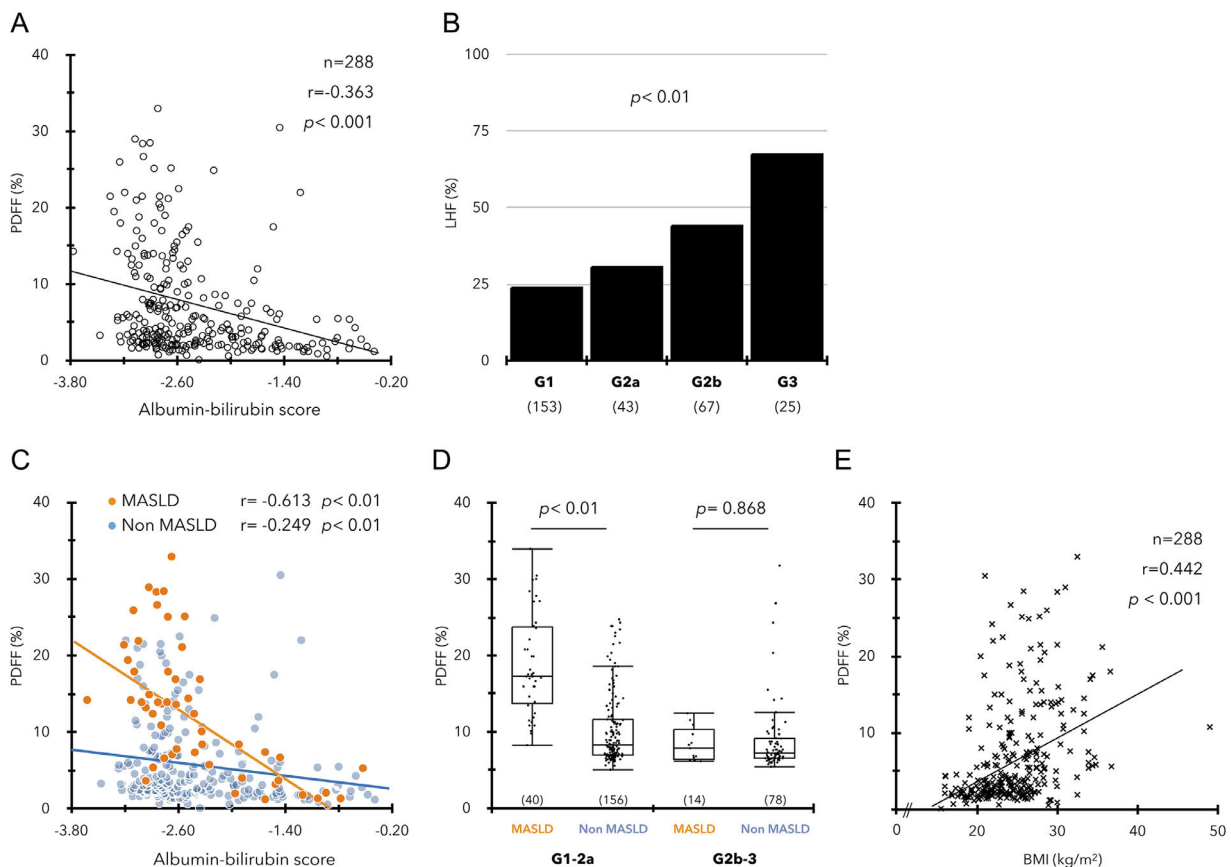 A
40
30
20
10
0
PDFF (%)
n=288
r=-0.363
p< 0.001
-3.80
-2.60
-1.40
-0.20
Albumin-bilirubin score
B
100
75
50
25
0
LHF (%)
p< 0.01
G1
G2a
G2b
G3
(153)
(43)
(67)
(25)
C
40
30
20
10
0
PDFF (%)
MASLD r= -0.613 p< 0.01
Non MASLD r= -0.249 p< 0.01
-3.80
-2.60
-1.40
-0.20
Albumin-bilirubin score
D
40
30
20
10
0
PDFF (%)
p< 0.01
p= 0.868
(40)
(156)
(14)
(78)
MASLD
Non MASLD
MASLD
Non MASLD
G1-2a
G2b-3
E
40
30
20
10
0
PDFF (%)
n=288
r=0.442
p < 0.001
0
20
30
40
50
BMI (kg/m²)